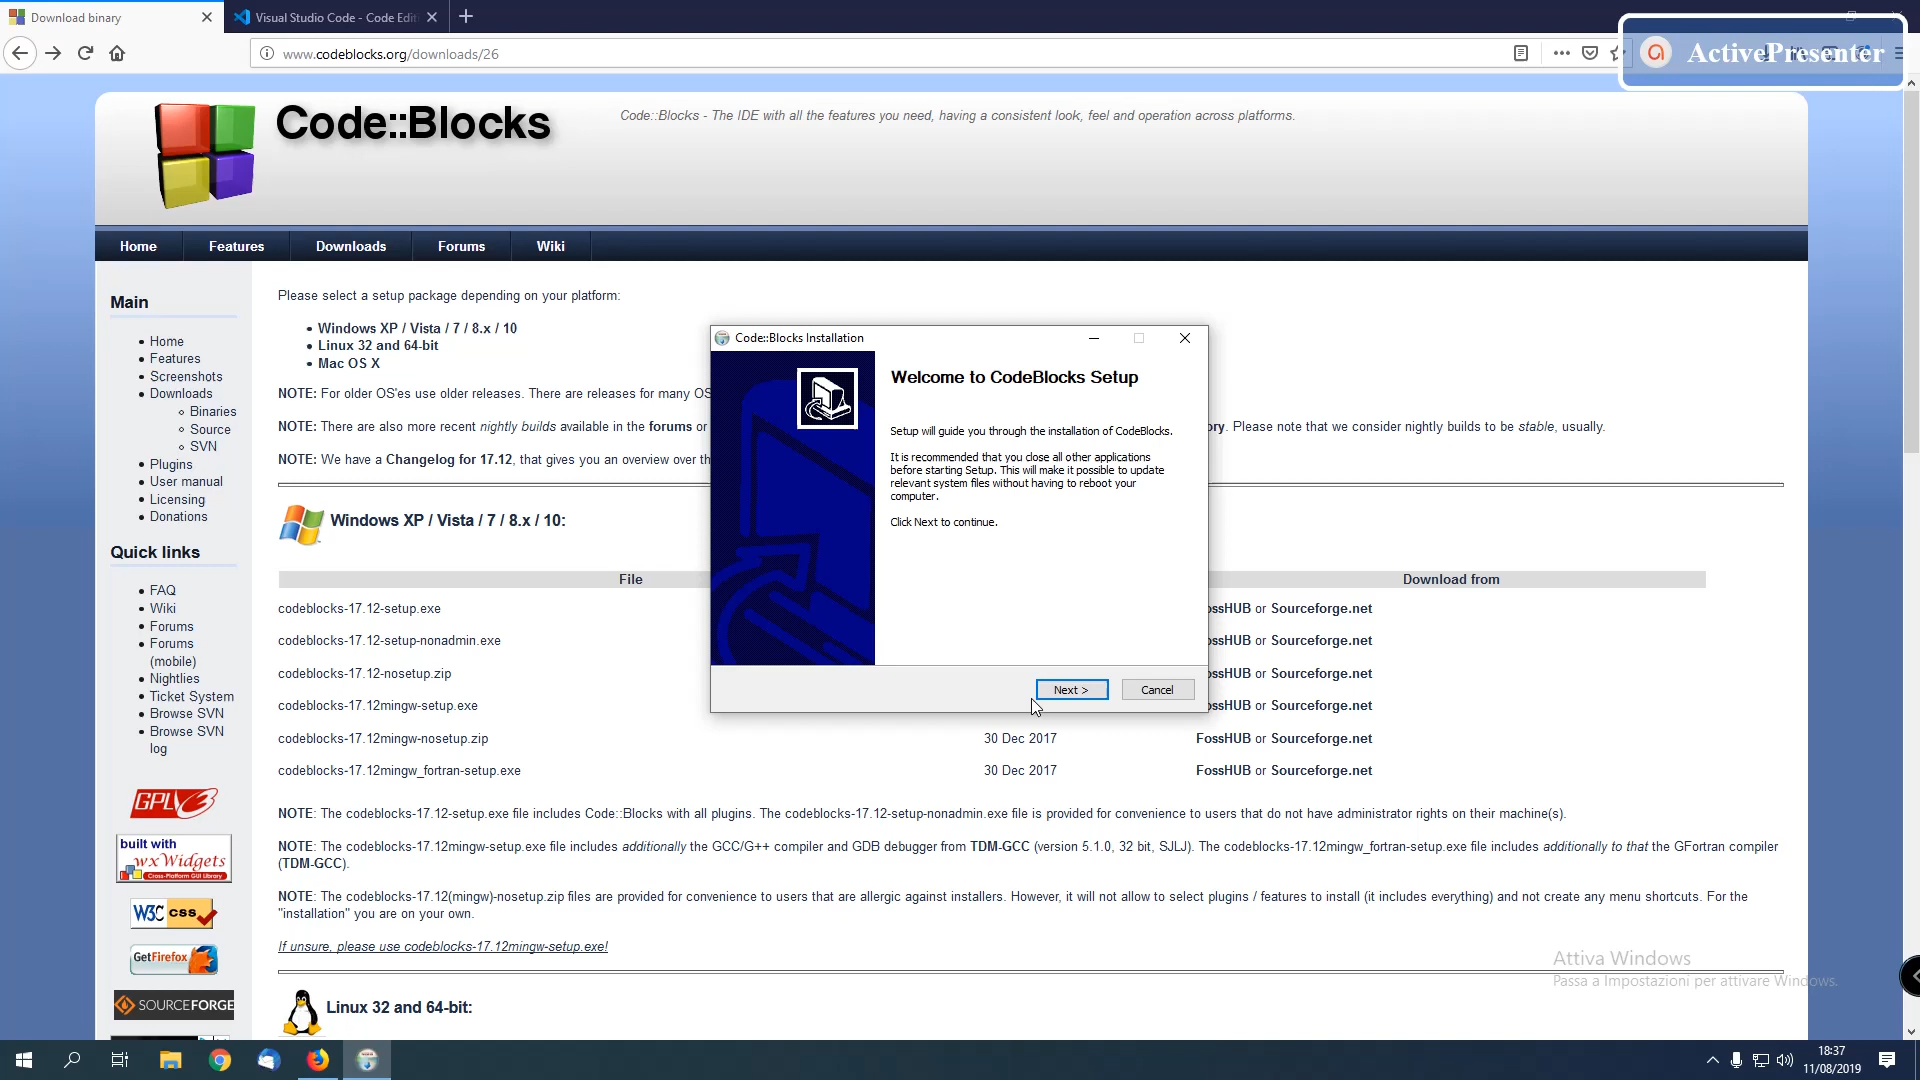 Download binary
Visual Studio Code - Code Edit
www.codeblocks.org/downloads/26
ActivePresenter
Code::Blocks
Code::Blocks - The IDE with all the features you need, having a consistent look, feel and operation across platforms.
Home Features Downloads Forums Wiki
Main
Home
Features
Screenshots
Downloads
Binaries
Source
SVN
Plugins
User manual
Licensing
Donations
Quick links
FAQ
Wiki
Forums
Forums
(mobile)
Nightlies
Ticket System
Browse SVN
Browse SVN
log
GPL 3
built with
wxWidgets
Cross-Platform GUI Library
W3C css
GetFirefox
SOURCEFORGE
Please select a setup package depending on your platform:
Windows XP / Vista / 7 / 8.x / 10
Linux 32 and 64-bit
Mac OS X
NOTE: For older OS'es use older releases. There are releases for many OS
NOTE: There are also more recent nightly builds available in the forums or ory. Please note that we consider nightly builds to be stable, usually.
NOTE: We have a Changelog for 17.12, that gives you an overview over th
Windows XP / Vista / 7 / 8.x / 10:
File Download from
codeblocks-17.12-setup.exe ossHUB or Sourceforge.net
codeblocks-17.12-setup-nonadmin.exe ossHUB or Sourceforge.net
codeblocks-17.12-nosetup.zip ossHUB or Sourceforge.net
codeblocks-17.12mingw-setup.exe ossHUB or Sourceforge.net
codeblocks-17.12mingw-nosetup.zip 30 Dec 2017 FossHUB or Sourceforge.net
codeblocks-17.12mingw_fortran-setup.exe 30 Dec 2017 FossHUB or Sourceforge.net
NOTE: The codeblocks-17.12-setup.exe file includes Code::Blocks with all plugins. The codeblocks-17.12-setup-nonadmin.exe file is provided for convenience to users that do not have administrator rights on their machine(s).
NOTE: The codeblocks-17.12mingw-setup.exe file includes additionally the GCC/G++ compiler and GDB debugger from TDM-GCC (version 5.1.0, 32 bit, SJLJ). The codeblocks-17.12mingw_fortran-setup.exe file includes additionally to that the GFortran compiler
(TDM-GCC).
NOTE: The codeblocks-17.12(mingw)-nosetup.zip files are provided for convenience to users that are allergic against installers. However, it will not allow to select plugins / features to install (it includes everything) and not create any menu shortcuts. For the
"installation" you are on your own.
If unsure, please use codeblocks-17.12mingw-setup.exe!
Linux 32 and 64-bit:
Code::Blocks Installation
Welcome to CodeBlocks Setup
Setup will guide you through the installation of CodeBlocks.
It is recommended that you close all other applications
before starting Setup. This will make it possible to update
relevant system files without having to reboot your
computer.
Click Next to continue.
Next > Cancel
Attiva Windows
Passa a Impostazioni per attivare Windows.
18:37
11/08/2019